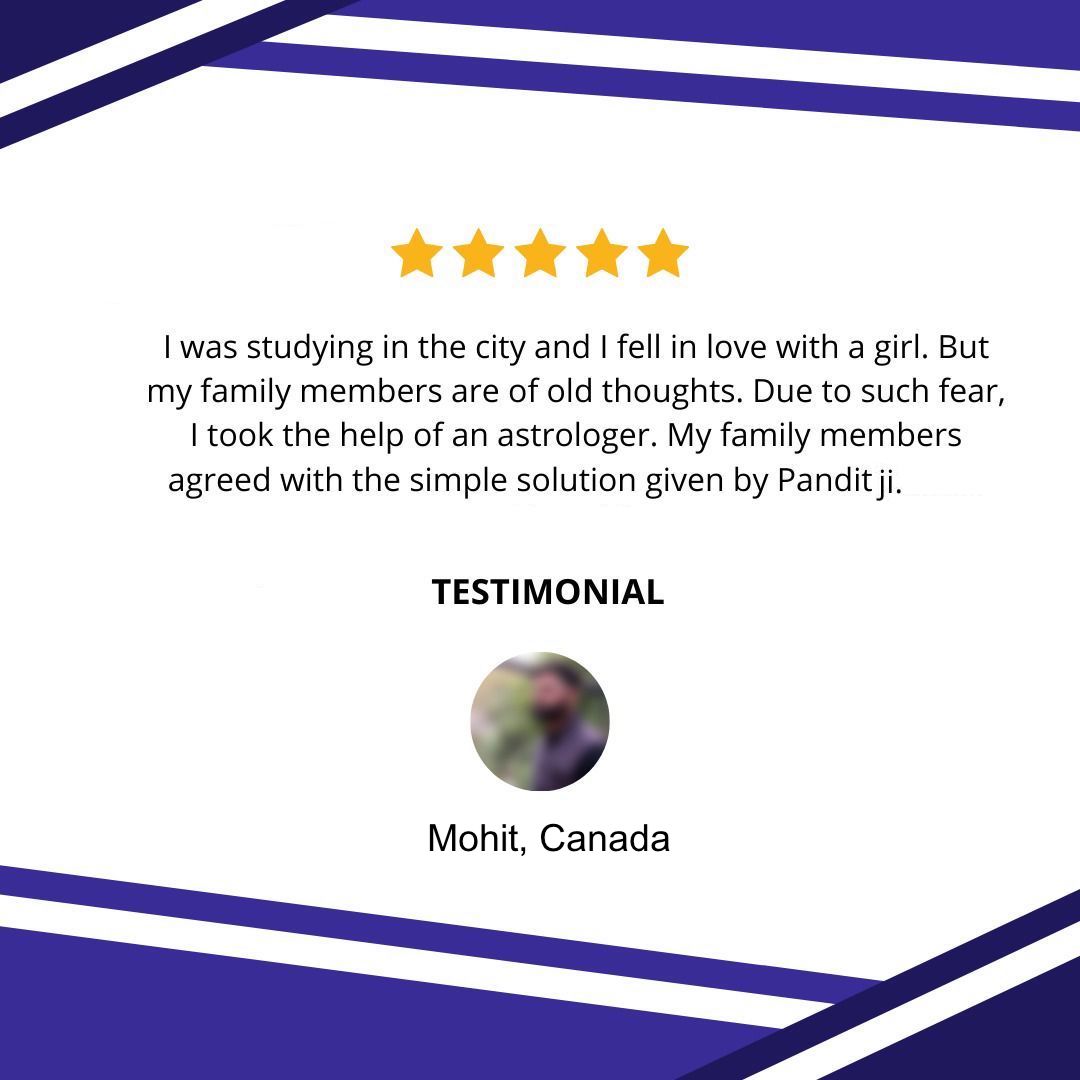 I was studying in the city and I fell in love with a girl. But
my family members are of old thoughts. Due to such fear,
I took the help of an astrologer. My family members
agreed with the simple solution given by Pandit ji.
TESTIMONIAL
Mohit, Canada